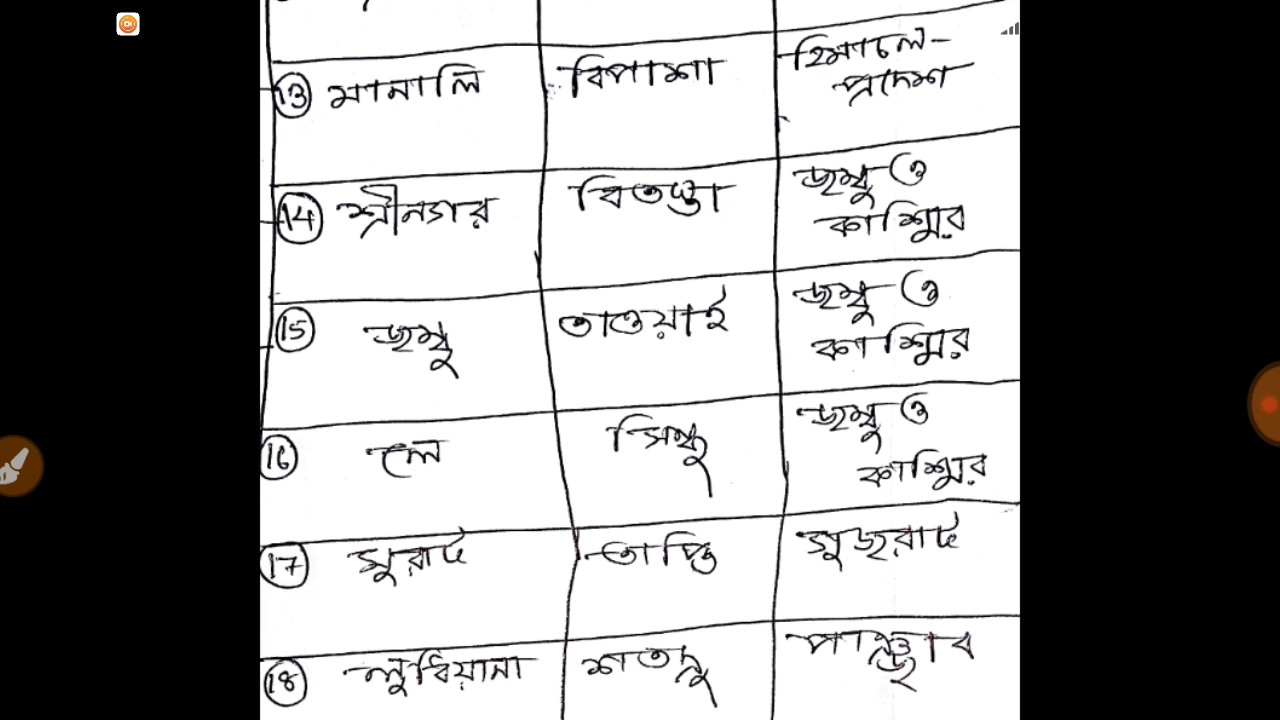 13 মানালি বিপাশা হিমাচল-
প্রদেশ
14 শ্রীনগর বিতস্তা জম্মু ও
কাশ্মির
15 জম্মু তাওয়াই জম্মু ও
কাশ্মির
16 লে সিন্ধু জম্মু ও
কাশ্মির
17 সুরাট তাপ্তি গুজরাট
18 লুধিয়ানা শতদ্রু পাঞ্জাব